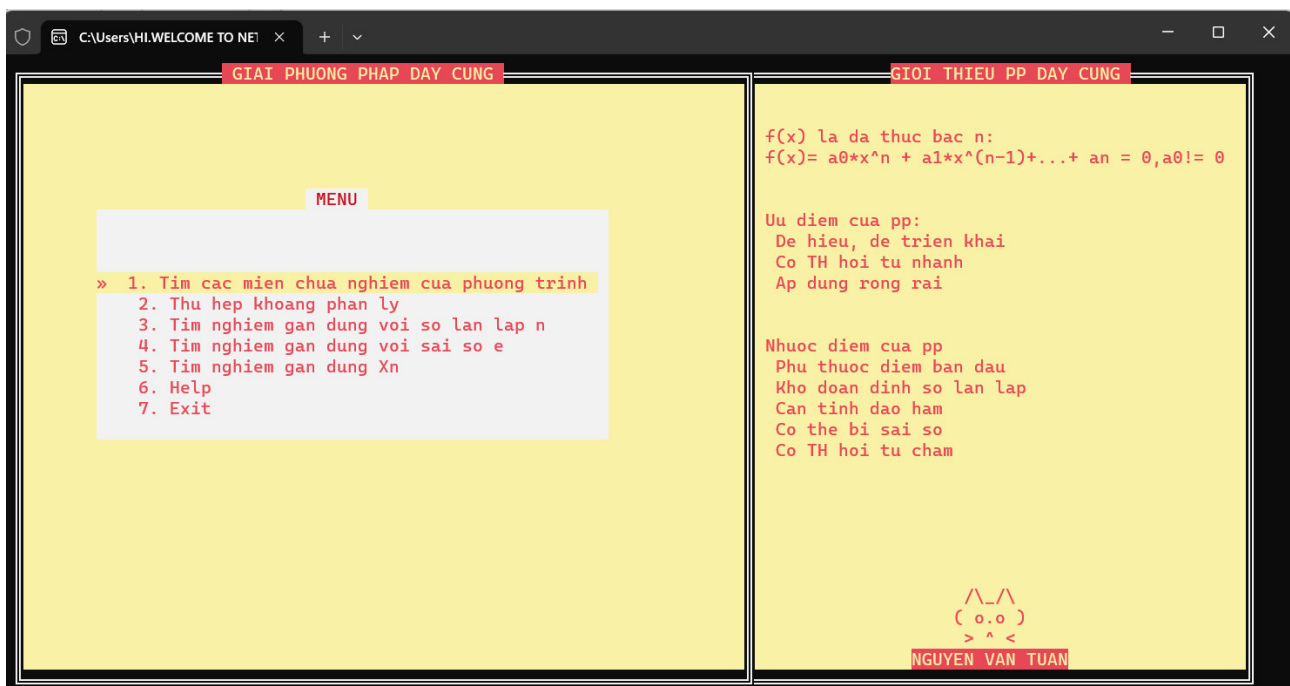 C:\Users\HI.WELCOME TO NET
GIAI PHUONG PHAP DAY CUNG
MENU
» 1. Tim cac mien chua nghiem cua phuong trinh
2. Thu hep khoang phan ly
3. Tim nghiem gan dung voi so lan lap n
4. Tim nghiem gan dung voi sai so e
5. Tim nghiem gan dung Xn
6. Help
7. Exit
GIOI THIEU PP DAY CUNG
f(x) la da thuc bac n:
f(x)= a0*x^n + a1*x^(n-1)+...+ an = 0,a0!= 0
Uu diem cua pp:
De hieu, de trien khai
Co TH hoi tu nhanh
Ap dung rong rai
Nhuoc diem cua pp
Phu thuoc diem ban dau
Kho doan dinh so lan lap
Can tinh dao ham
Co the bi sai so
Co TH hoi tu cham
/\_/\
( o.o )
> ^ <
NGUYEN VAN TUAN